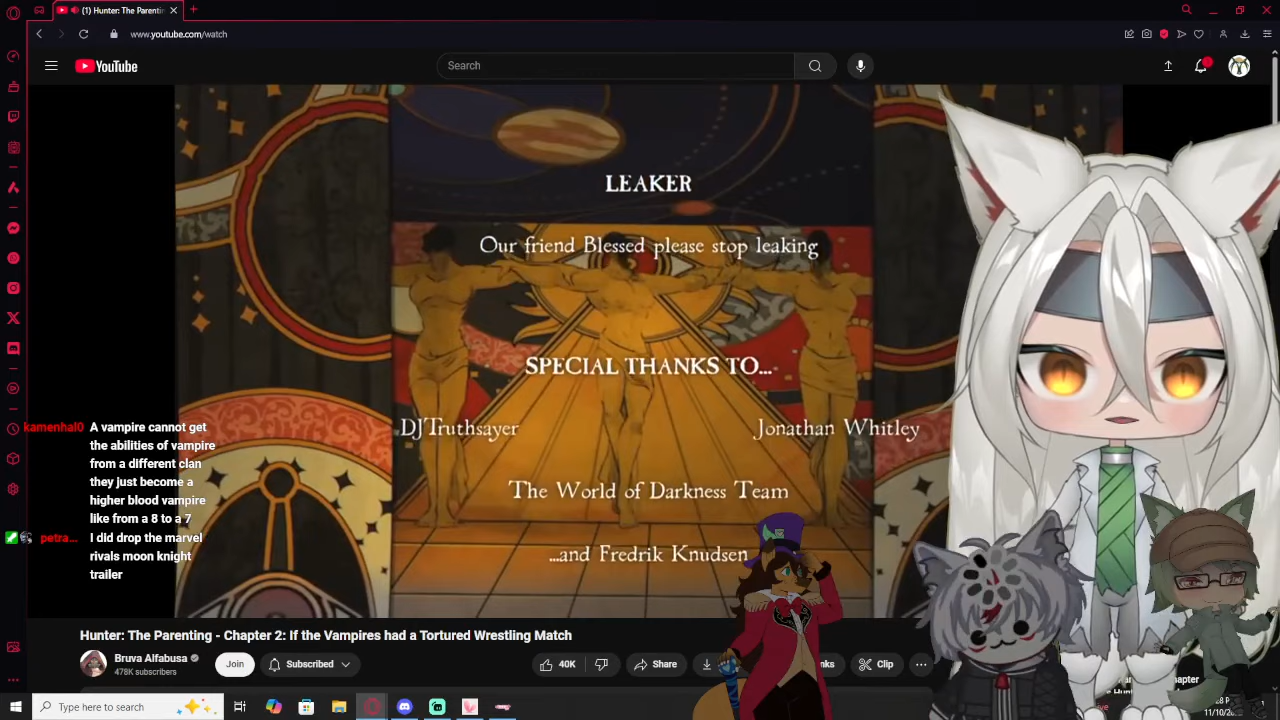 (1) Hunter: The Parentin
www.youtube.com/watch
YouTube
Search
LEAKER
Our friend Blessed please stop leaking
SPECIAL THANKS TO...
DJTruthsayer
Jonathan Whitley
The World of Darkness Team
...and Fredrik Knudsen
kamenhal0 A vampire cannot get
the abilities of vampire
from a different clan
they just become a
higher blood vampire
like from a 8 to a 7
petra... I did drop the marvel
rivals moon knight
trailer
Hunter: The Parenting - Chapter 2: If the Vampires had a Tortured Wrestling Match
Bruva Alfabusa
478K subscribers
Join
Subscribed
40K
Share
Clip
Type here to search
11/10/